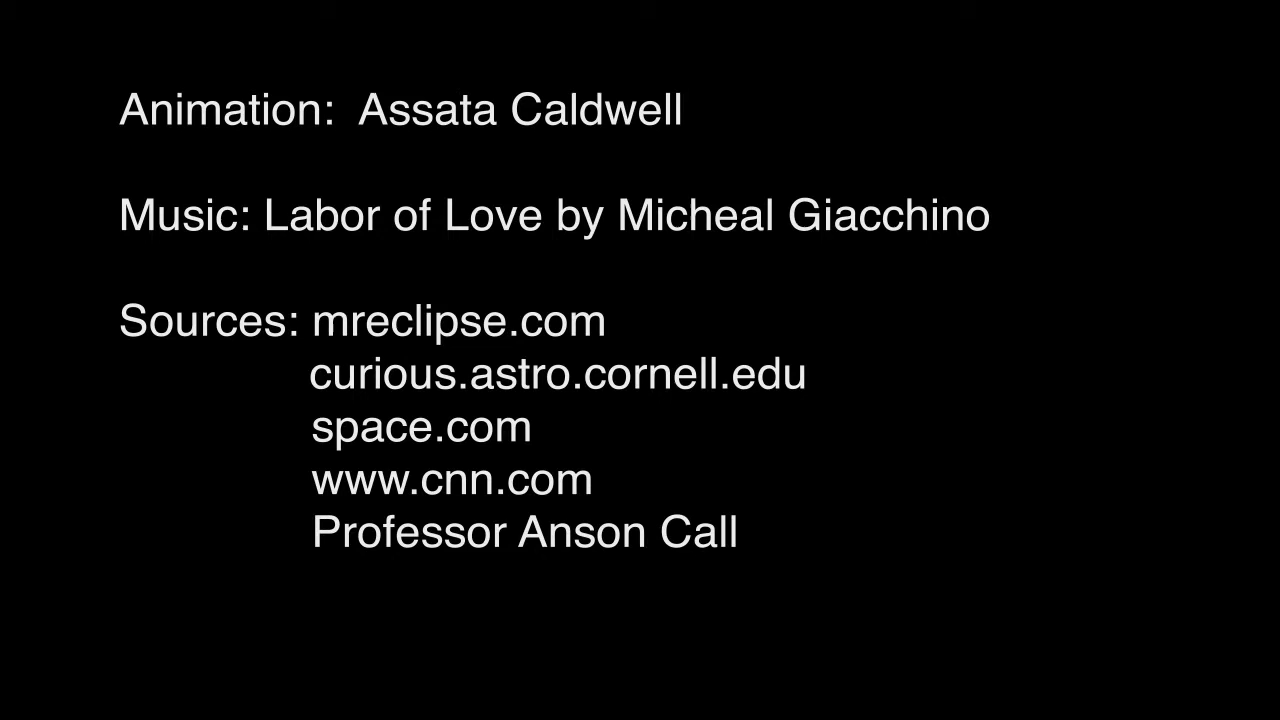 Animation:  Assata Caldwell
Music: Labor of Love by Micheal Giacchino
Sources: mreclipse.com
curious.astro.cornell.edu
space.com
www.cnn.com
Professor Anson Call